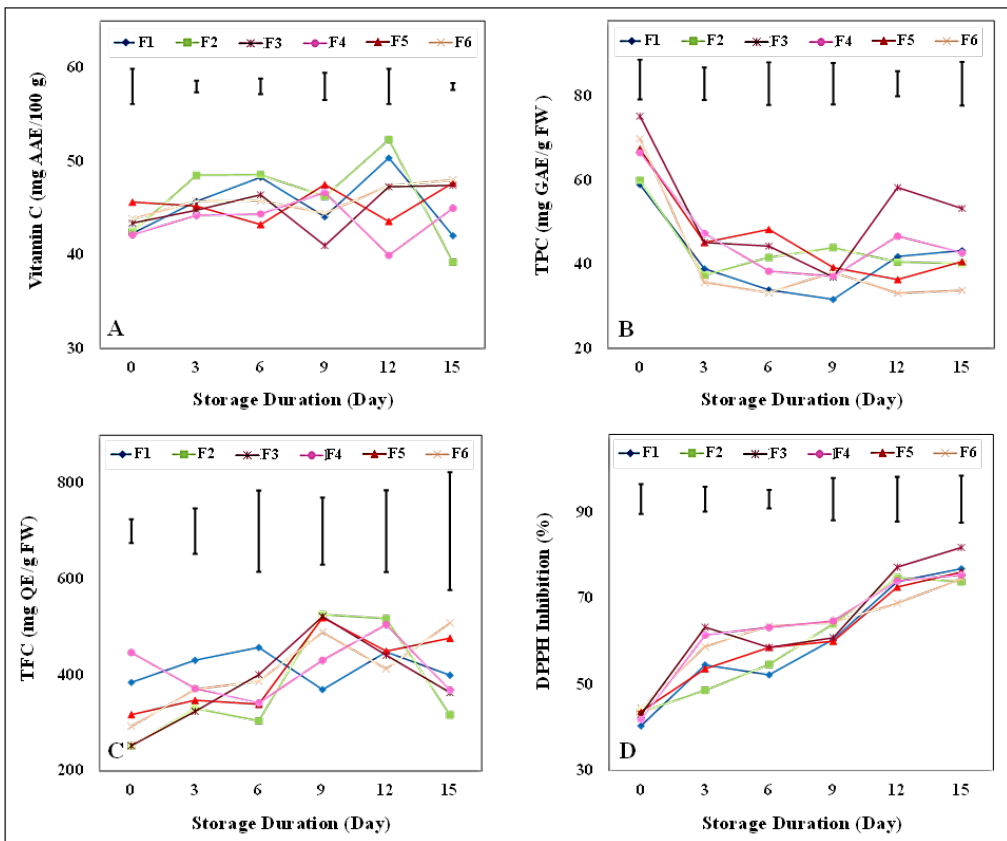 F1 F2 F3 F4 F5 F6
60
50
40
30
Vitamin C (mg AAE/100 g)
A
0 3 6 9 12 15
Storage Duration (Day)
F1 F2 F3 F4 F5 F6
80
60
40
20
TPC (mg GAE/g FW)
B
0 3 6 9 12 15
Storage Duration (Day)
F1 F2 F3 F4 F5 F6
800
600
400
200
TFC (mg QE/g FW)
C
0 3 6 9 12 15
Storage Duration (Day)
F1 F2 F3 F4 F5 F6
90
70
50
30
DPPH Inhibition (%)
D
0 3 6 9 12 15
Storage Duration (Day)